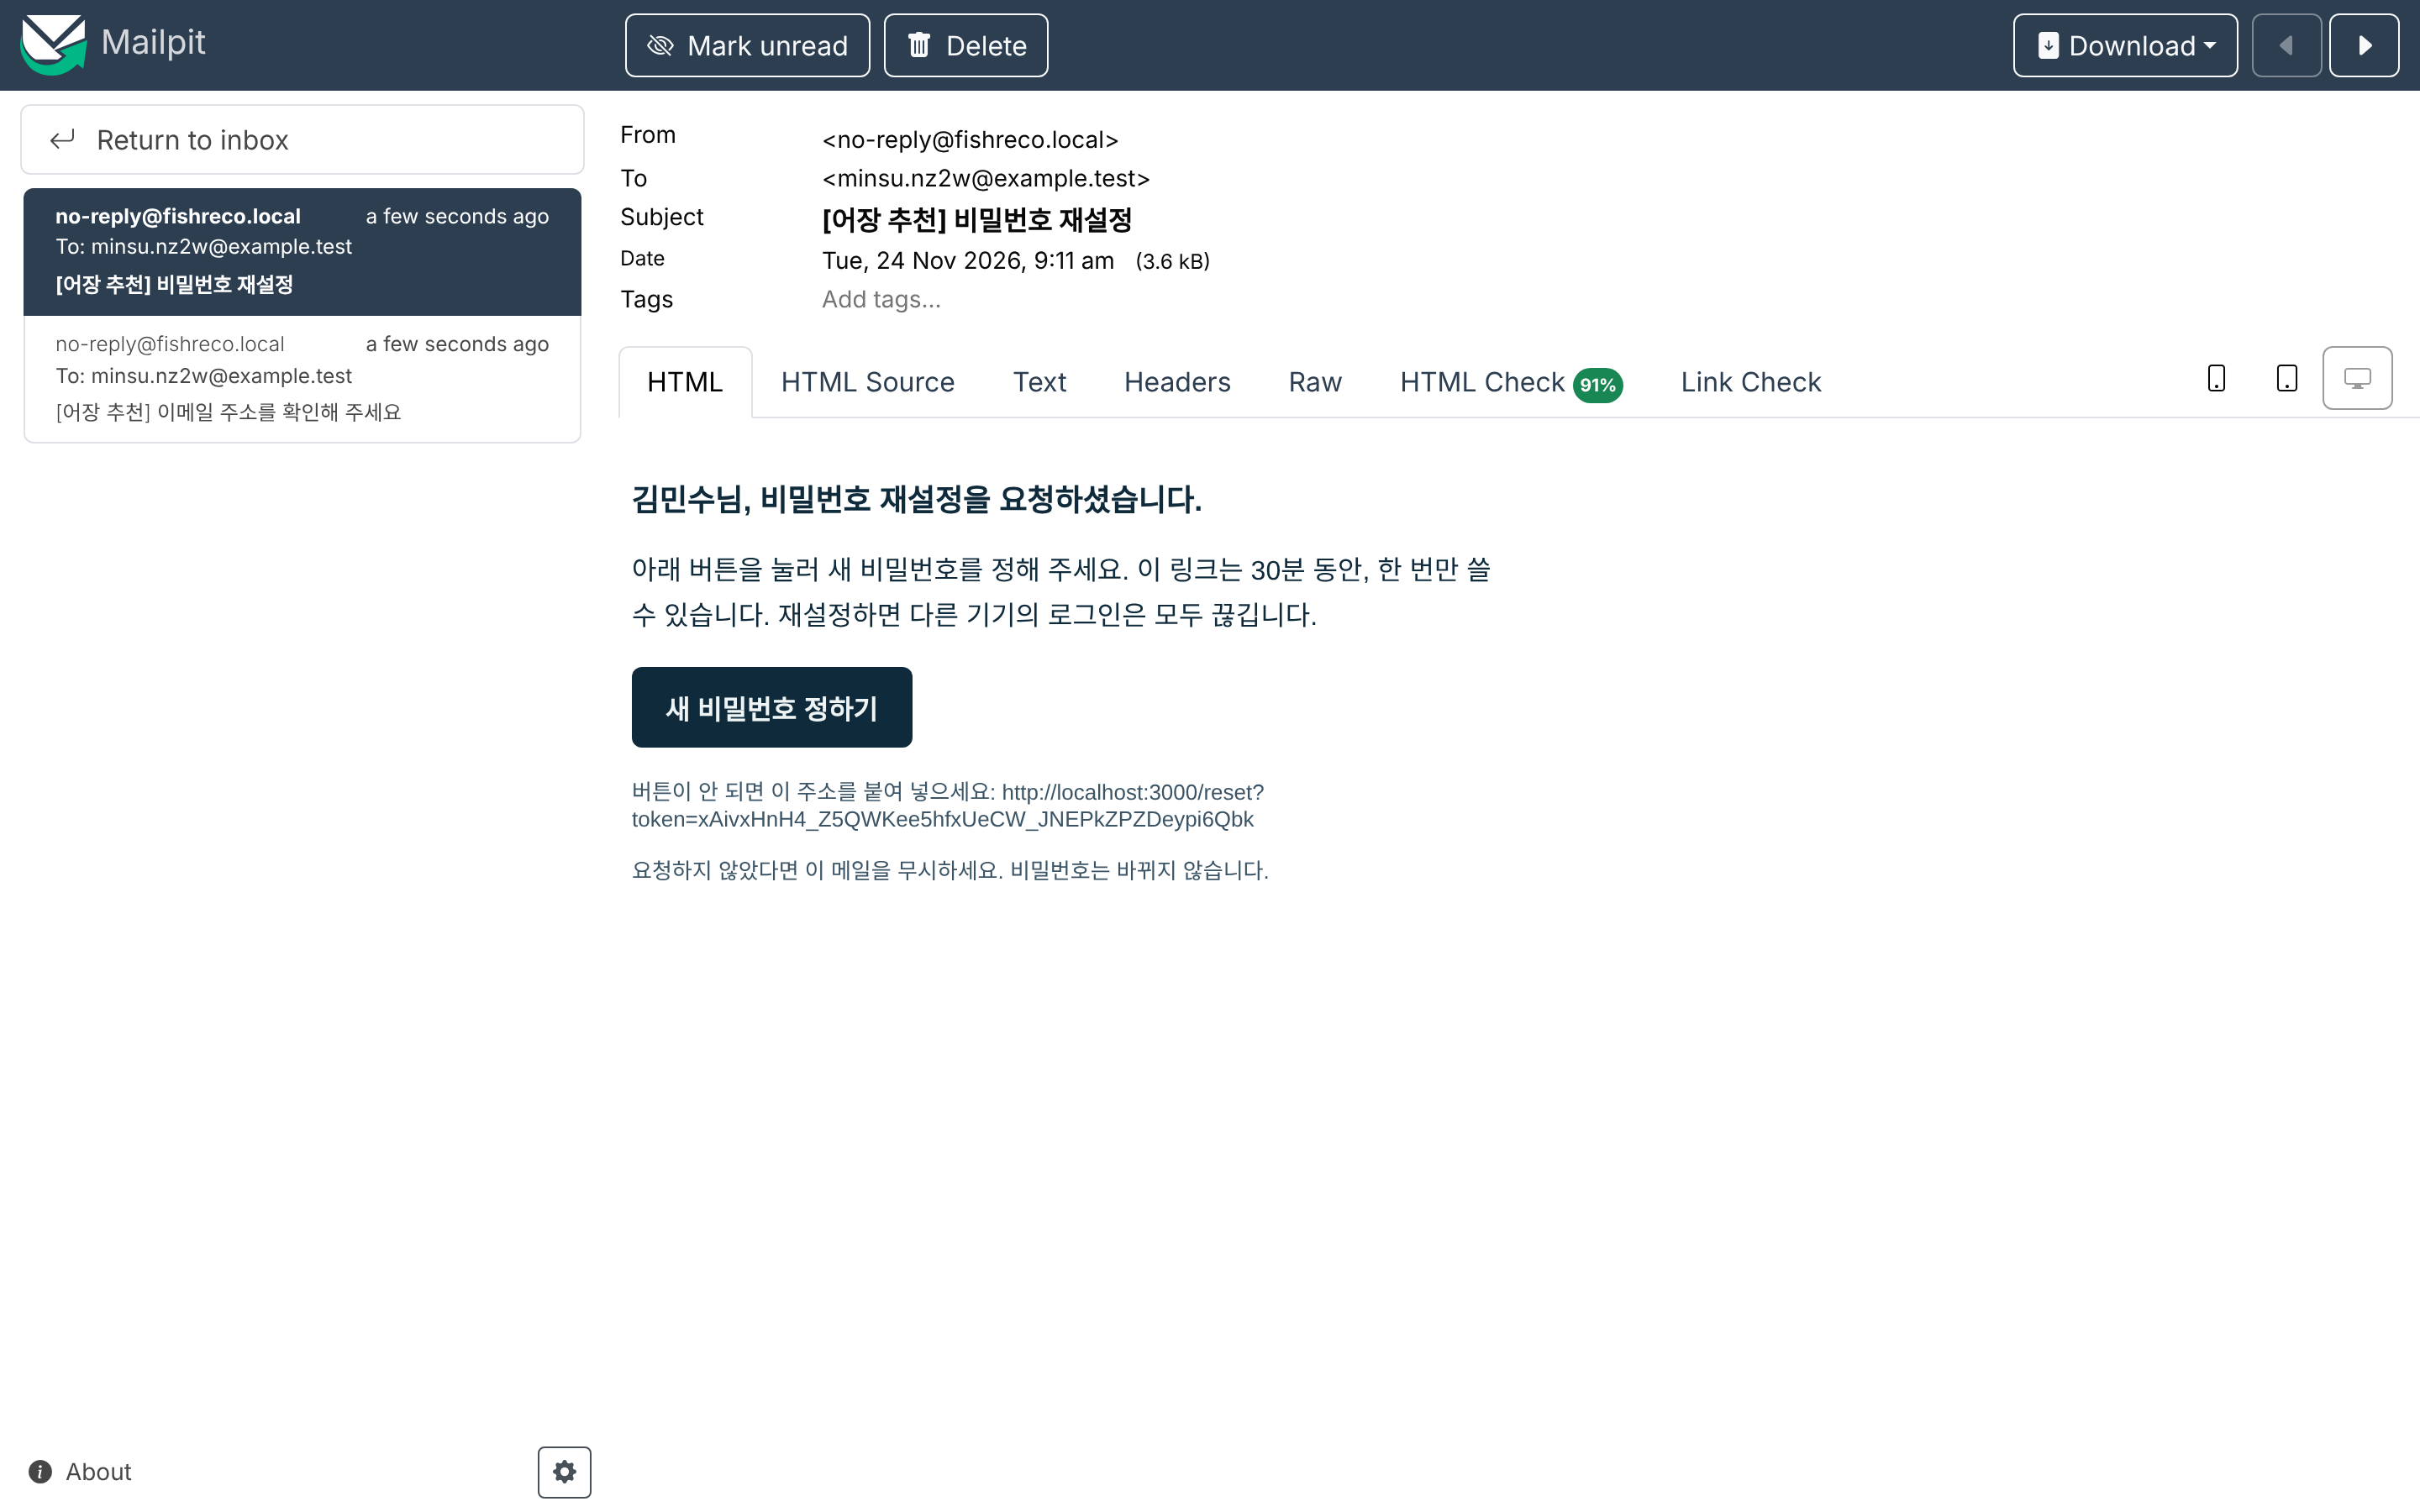 Mailpit
Mark unread
Delete
Download
Return to inbox
no-reply@fishreco.local a few seconds ago
To: minsu.nz2w@example.test
[어장 추천] 비밀번호 재설정
no-reply@fishreco.local a few seconds ago
To: minsu.nz2w@example.test
[어장 추천] 이메일 주소를 확인해 주세요
From <no-reply@fishreco.local>
To <minsu.nz2w@example.test>
Subject [어장 추천] 비밀번호 재설정
Date Tue, 24 Nov 2026, 9:11 am (3.6 kB)
Tags Add tags...
HTML HTML Source Text Headers Raw HTML Check 91% Link Check
김민수님, 비밀번호 재설정을 요청하셨습니다.
아래 버튼을 눌러 새 비밀번호를 정해 주세요. 이 링크는 30분 동안, 한 번만 쓸
수 있습니다. 재설정하면 다른 기기의 로그인은 모두 끊깁니다.
새 비밀번호 정하기
버튼이 안 되면 이 주소를 붙여 넣으세요: http://localhost:3000/reset?
token=xAivxHnH4_Z5QWKee5hfxUeCW_JNEPkZPZDeypi6Qbk
요청하지 않았다면 이 메일을 무시하세요. 비밀번호는 바뀌지 않습니다.
About